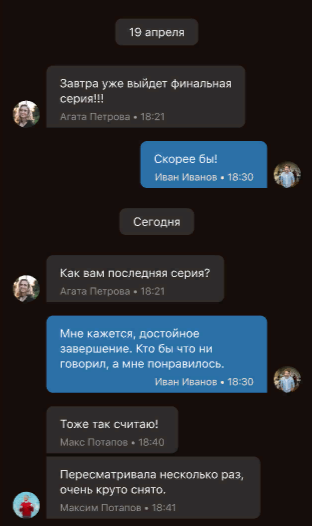 19 апреля
Завтра уже выйдет финальная
серия!!!
Агата Петрова • 18:21
Скорее бы!
Иван Иванов • 18:30
Сегодня
Как вам последняя серия?
Агата Петрова • 18:21
Мне кажется, достойное
завершение. Кто бы что ни
говорил, а мне понравилось.
Иван Иванов • 18:30
Тоже так считаю!
Макс Потапов • 18:40
Пересматривала несколько раз,
очень круто снято.
Максим Потапов • 18:41